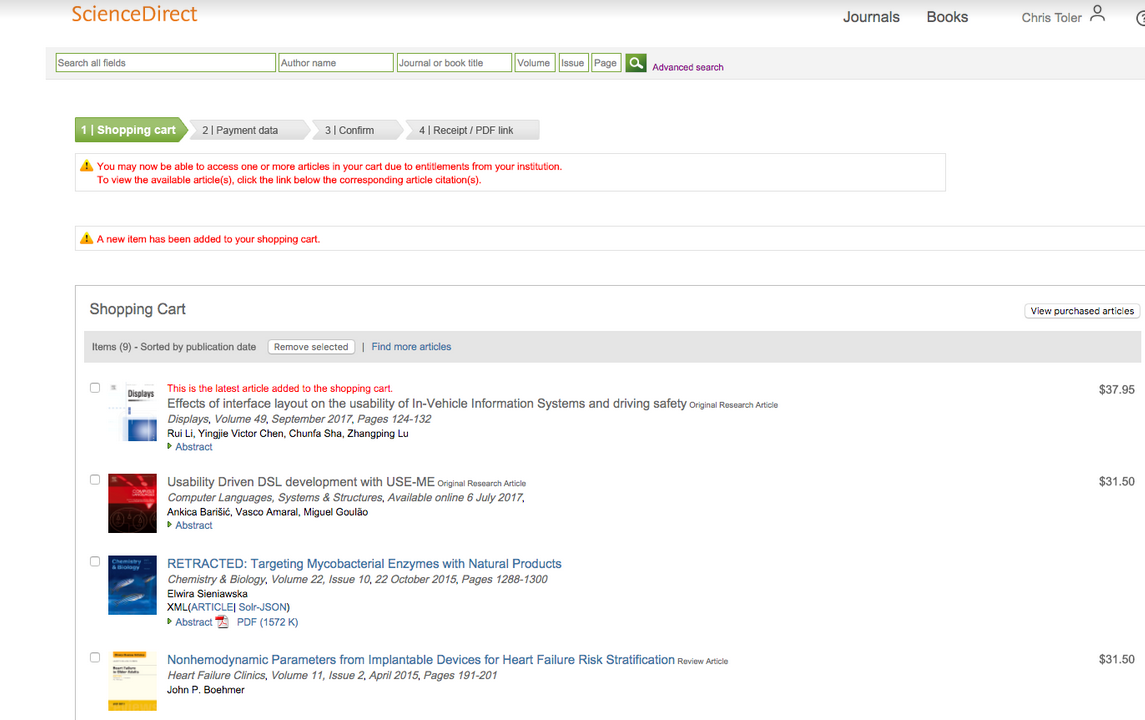 ScienceDirect
Journals Books Chris Toler
Search all fields Author name Journal or book title Volume Issue Page Advanced search
1 | Shopping cart 2 | Payment data 3 | Confirm 4 | Receipt / PDF link
You may now be able to access one or more articles in your cart due to entitlements from your institution.
To view the available article(s), click the link below the corresponding article citation(s).
A new item has been added to your shopping cart.
Shopping Cart
View purchased articles
Items (9) - Sorted by publication date Remove selected | Find more articles
This is the latest article added to the shopping cart.
$37.95
Displays
Effects of interface layout on the usability of In-Vehicle Information Systems and driving safety Original Research Article
Displays, Volume 49, September 2017, Pages 124-132
Rui Li, Yingjie Victor Chen, Chunfa Sha, Zhangping Lu
Abstract
Usability Driven DSL development with USE-ME Original Research Article
$31.50
Computer Languages, Systems & Structures, Available online 6 July 2017,
Ankica Barišić, Vasco Amaral, Miguel Goulão
Abstract
Chemistry & Biology
RETRACTED: Targeting Mycobacterial Enzymes with Natural Products
Chemistry & Biology, Volume 22, Issue 10, 22 October 2015, Pages 1288-1300
Elwira Sieniawska
XML(ARTICLE| Solr-JSON)
Abstract PDF (1572 K)
Nonhemodynamic Parameters from Implantable Devices for Heart Failure Risk Stratification Review Article
$31.50
Heart Failure Clinics, Volume 11, Issue 2, April 2015, Pages 191-201
John P. Boehmer